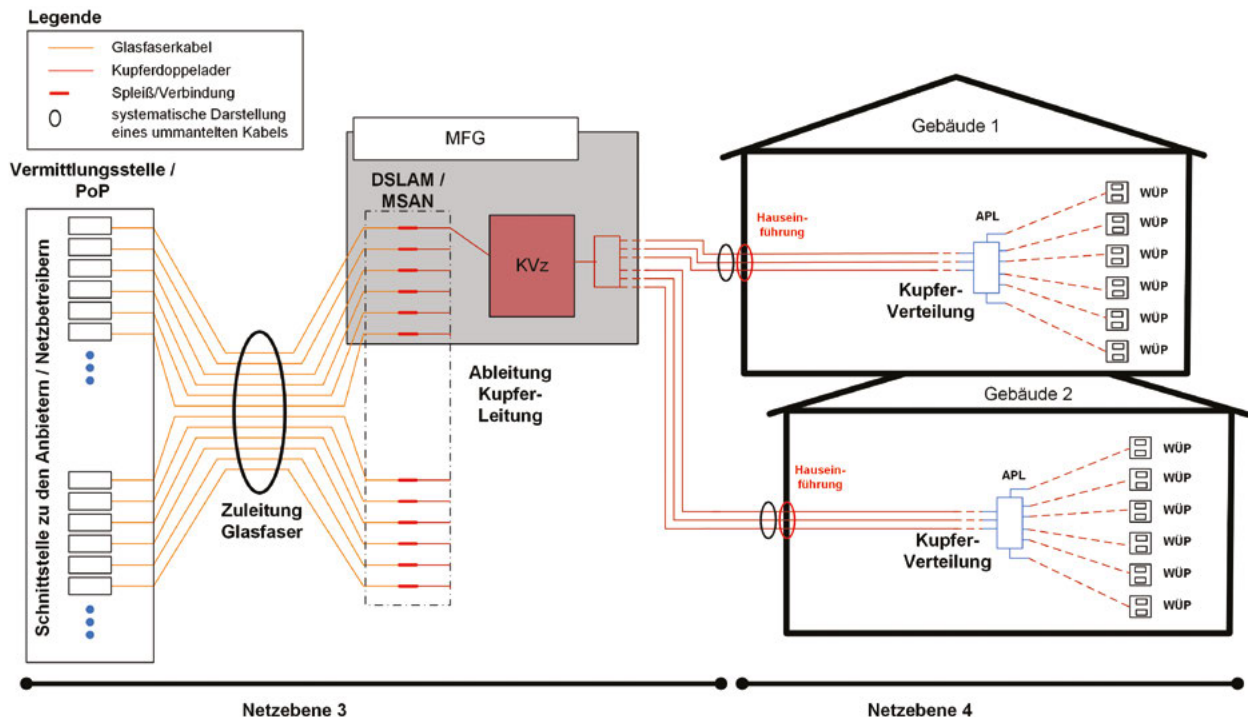 Legende
Glasfaserkabel
Kupferdoppelader
Spleiß/Verbindung
systematische Darstellung
eines ummantelten Kabels
Vermittlungsstelle /
PoP
Schnittstelle zu den Anbietern / Netzbetreibern
Zuleitung
Glasfaser
MFG
DSLAM /
MSAN
KVz
Ableitung
Kupfer-
Leitung
Gebäude 1
Hausein-
führung
APL
Kupfer-
Verteilung
WÜP
WÜP
WÜP
WÜP
WÜP
WÜP
Gebäude 2
Hausein-
führung
APL
Kupfer-
Verteilung
WÜP
WÜP
WÜP
WÜP
WÜP
WÜP
Netzebene 3
Netzebene 4